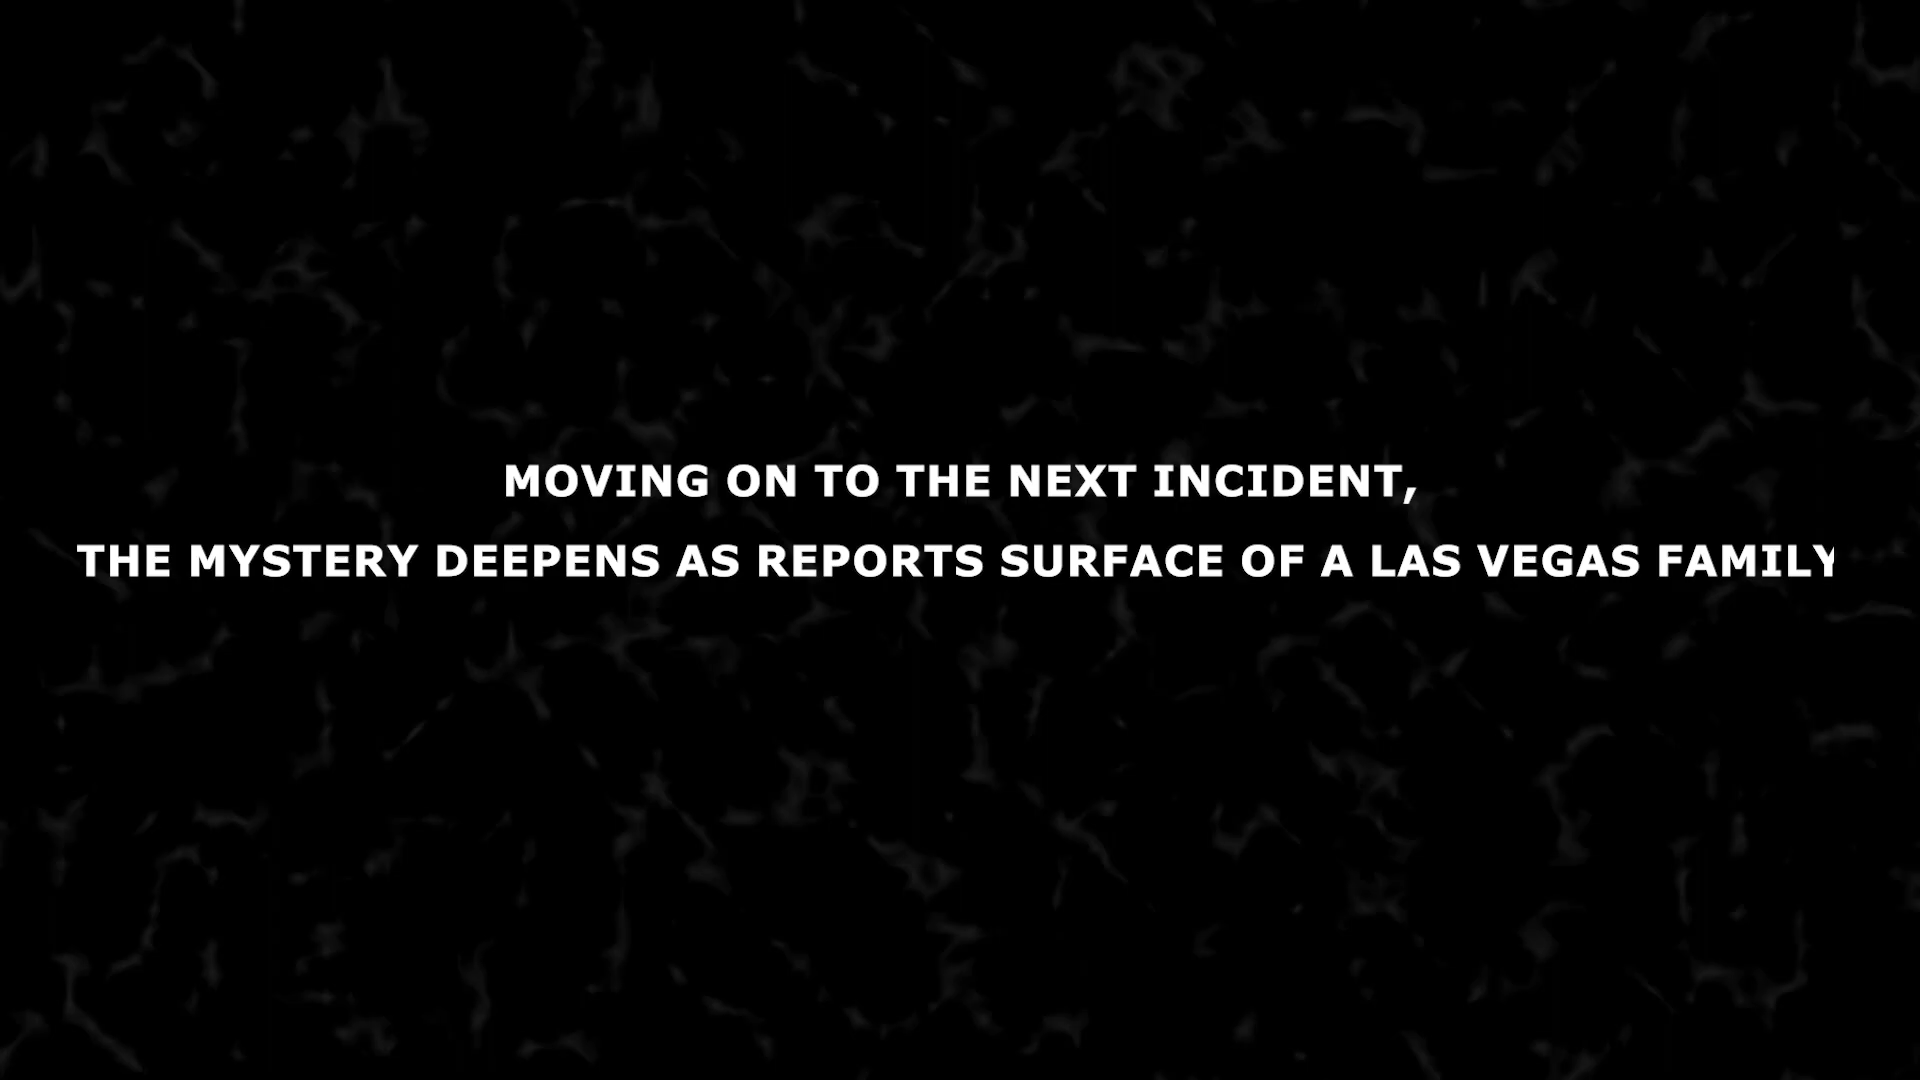 MOVING ON TO THE NEXT INCIDENT,
THE MYSTERY DEEPENS AS REPORTS SURFACE OF A LAS VEGAS FAMILY